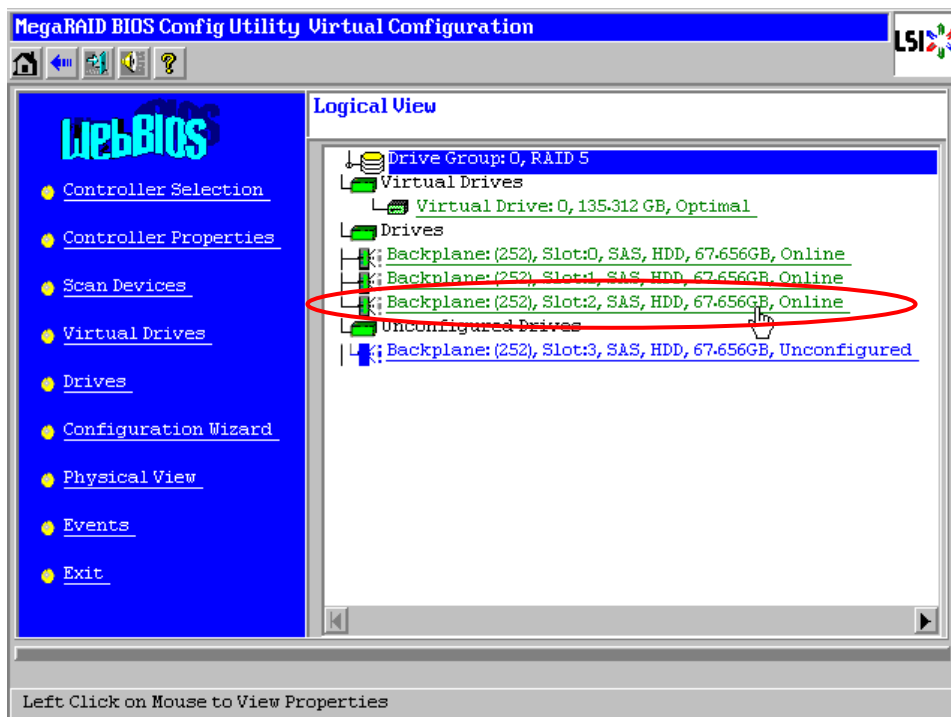 MegaRAID BIOS Config Utility Virtual Configuration
LSI
WebBIOS
Controller Selection
Controller Properties
Scan Devices
Virtual Drives
Drives
Configuration Wizard
Physical View
Events
Exit
Logical View
Drive Group: 0, RAID 5
Virtual Drives
Virtual Drive: 0, 135.312 GB, Optimal
Drives
Backplane: (252), Slot:0, SAS, HDD, 67.656GB, Online
Backplane: (252), Slot:1, SAS, HDD, 67.656GB, Online
Backplane: (252), Slot:2, SAS, HDD, 67.656GB, Online
Unconfigured Drives
Backplane: (252), Slot:3, SAS, HDD, 67.656GB, Unconfigured
Left Click on Mouse to View Properties